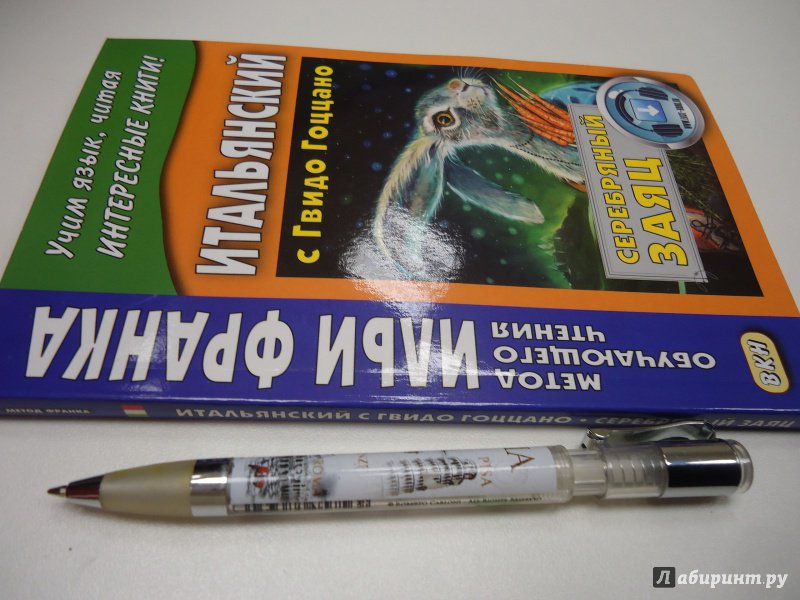 Учим язык, читая
ИНТЕРЕСНЫЕ КНИГИ!
ИТАЛЬЯНСКИЙ
с Гвидо Гоццано
СЕРЕБРЯНЫЙ
ЗАЯЦ
МЕТОД
ОБУЧАЮЩЕГО
ЧТЕНИЯ
ИЛЬИ ФРАНКА
ВКН
МЕТОД ФРАНКА
ИТАЛЬЯНСКИЙ С ГВИДО ГОЦЦАНО • СЕРЕБРЯНЫЙ ЗАЯЦ
PISA
Лабиринт.ру